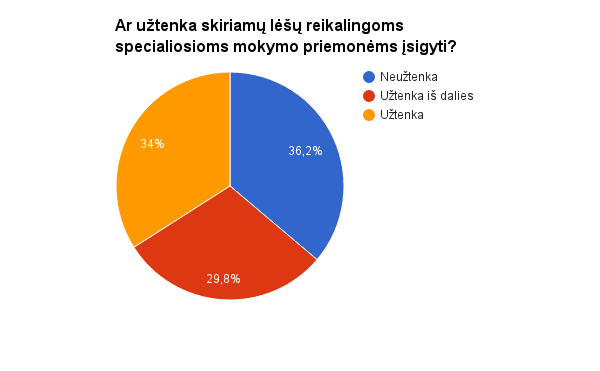 Ar užtenka skiriamų lėšų reikalingoms
specialiosioms mokymo priemonėms įsigyti?
Neužtenka
Užtenka iš dalies
Užtenka
34%
36,2%
29,8%